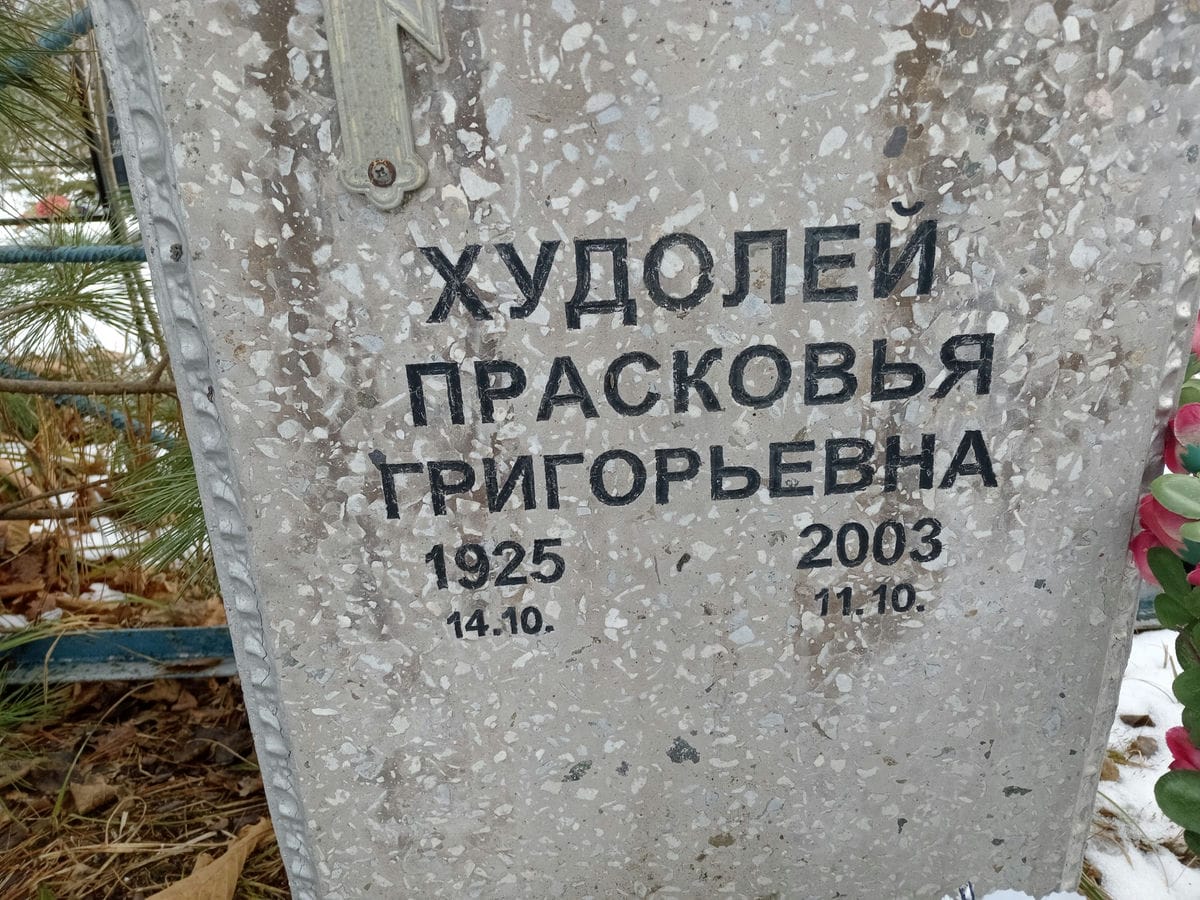 ХУДОЛЕЙ
ПРАСКОВЬЯ
ГРИГОРЬЕВНА
1925 2003
14.10. 11.10.